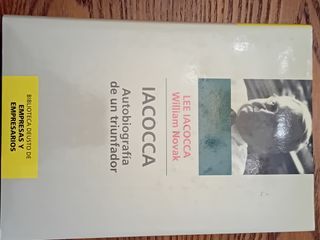 LEE IACOCCA
William Novak
IACOCCA
Autobiografía
de un triunfador
BIBLIOTECA DEUSTO DE
EMPRESAS Y
EMPRESARIOS